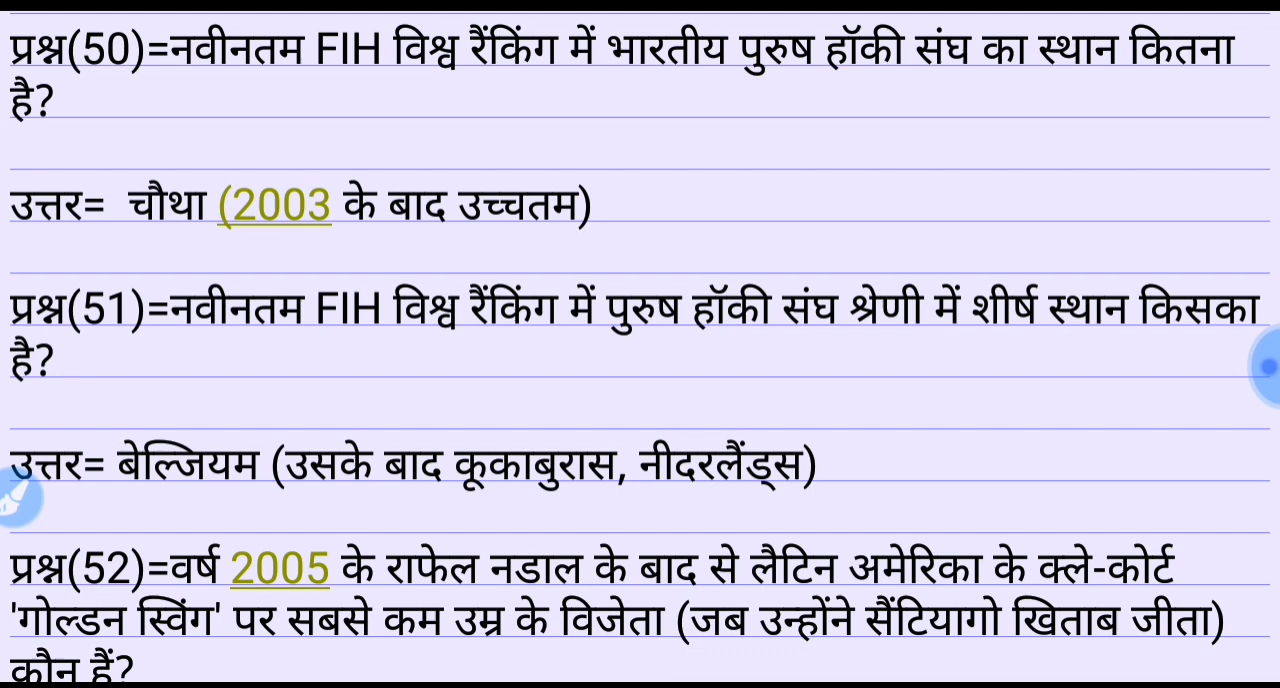 प्रश्न(50)=नवीनतम FIH विश्व रैंकिंग में भारतीय पुरुष हॉकी संघ का स्थान कितना
है?
उत्तर= चौथा (2003 के बाद उच्चतम)
प्रश्न(51)=नवीनतम FIH विश्व रैंकिंग में पुरुष हॉकी संघ श्रेणी में शीर्ष स्थान किसका
है?
उत्तर= बेल्जियम (उसके बाद कूकाबुरास, नीदरलैंड्स)
प्रश्न(52)=वर्ष 2005 के राफेल नडाल के बाद से लैटिन अमेरिका के क्ले-कोर्ट
'गोल्डन स्विंग' पर सबसे कम उम्र के विजेता (जब उन्होंने सैंटियागो खिताब जीता)
कौन हैं?